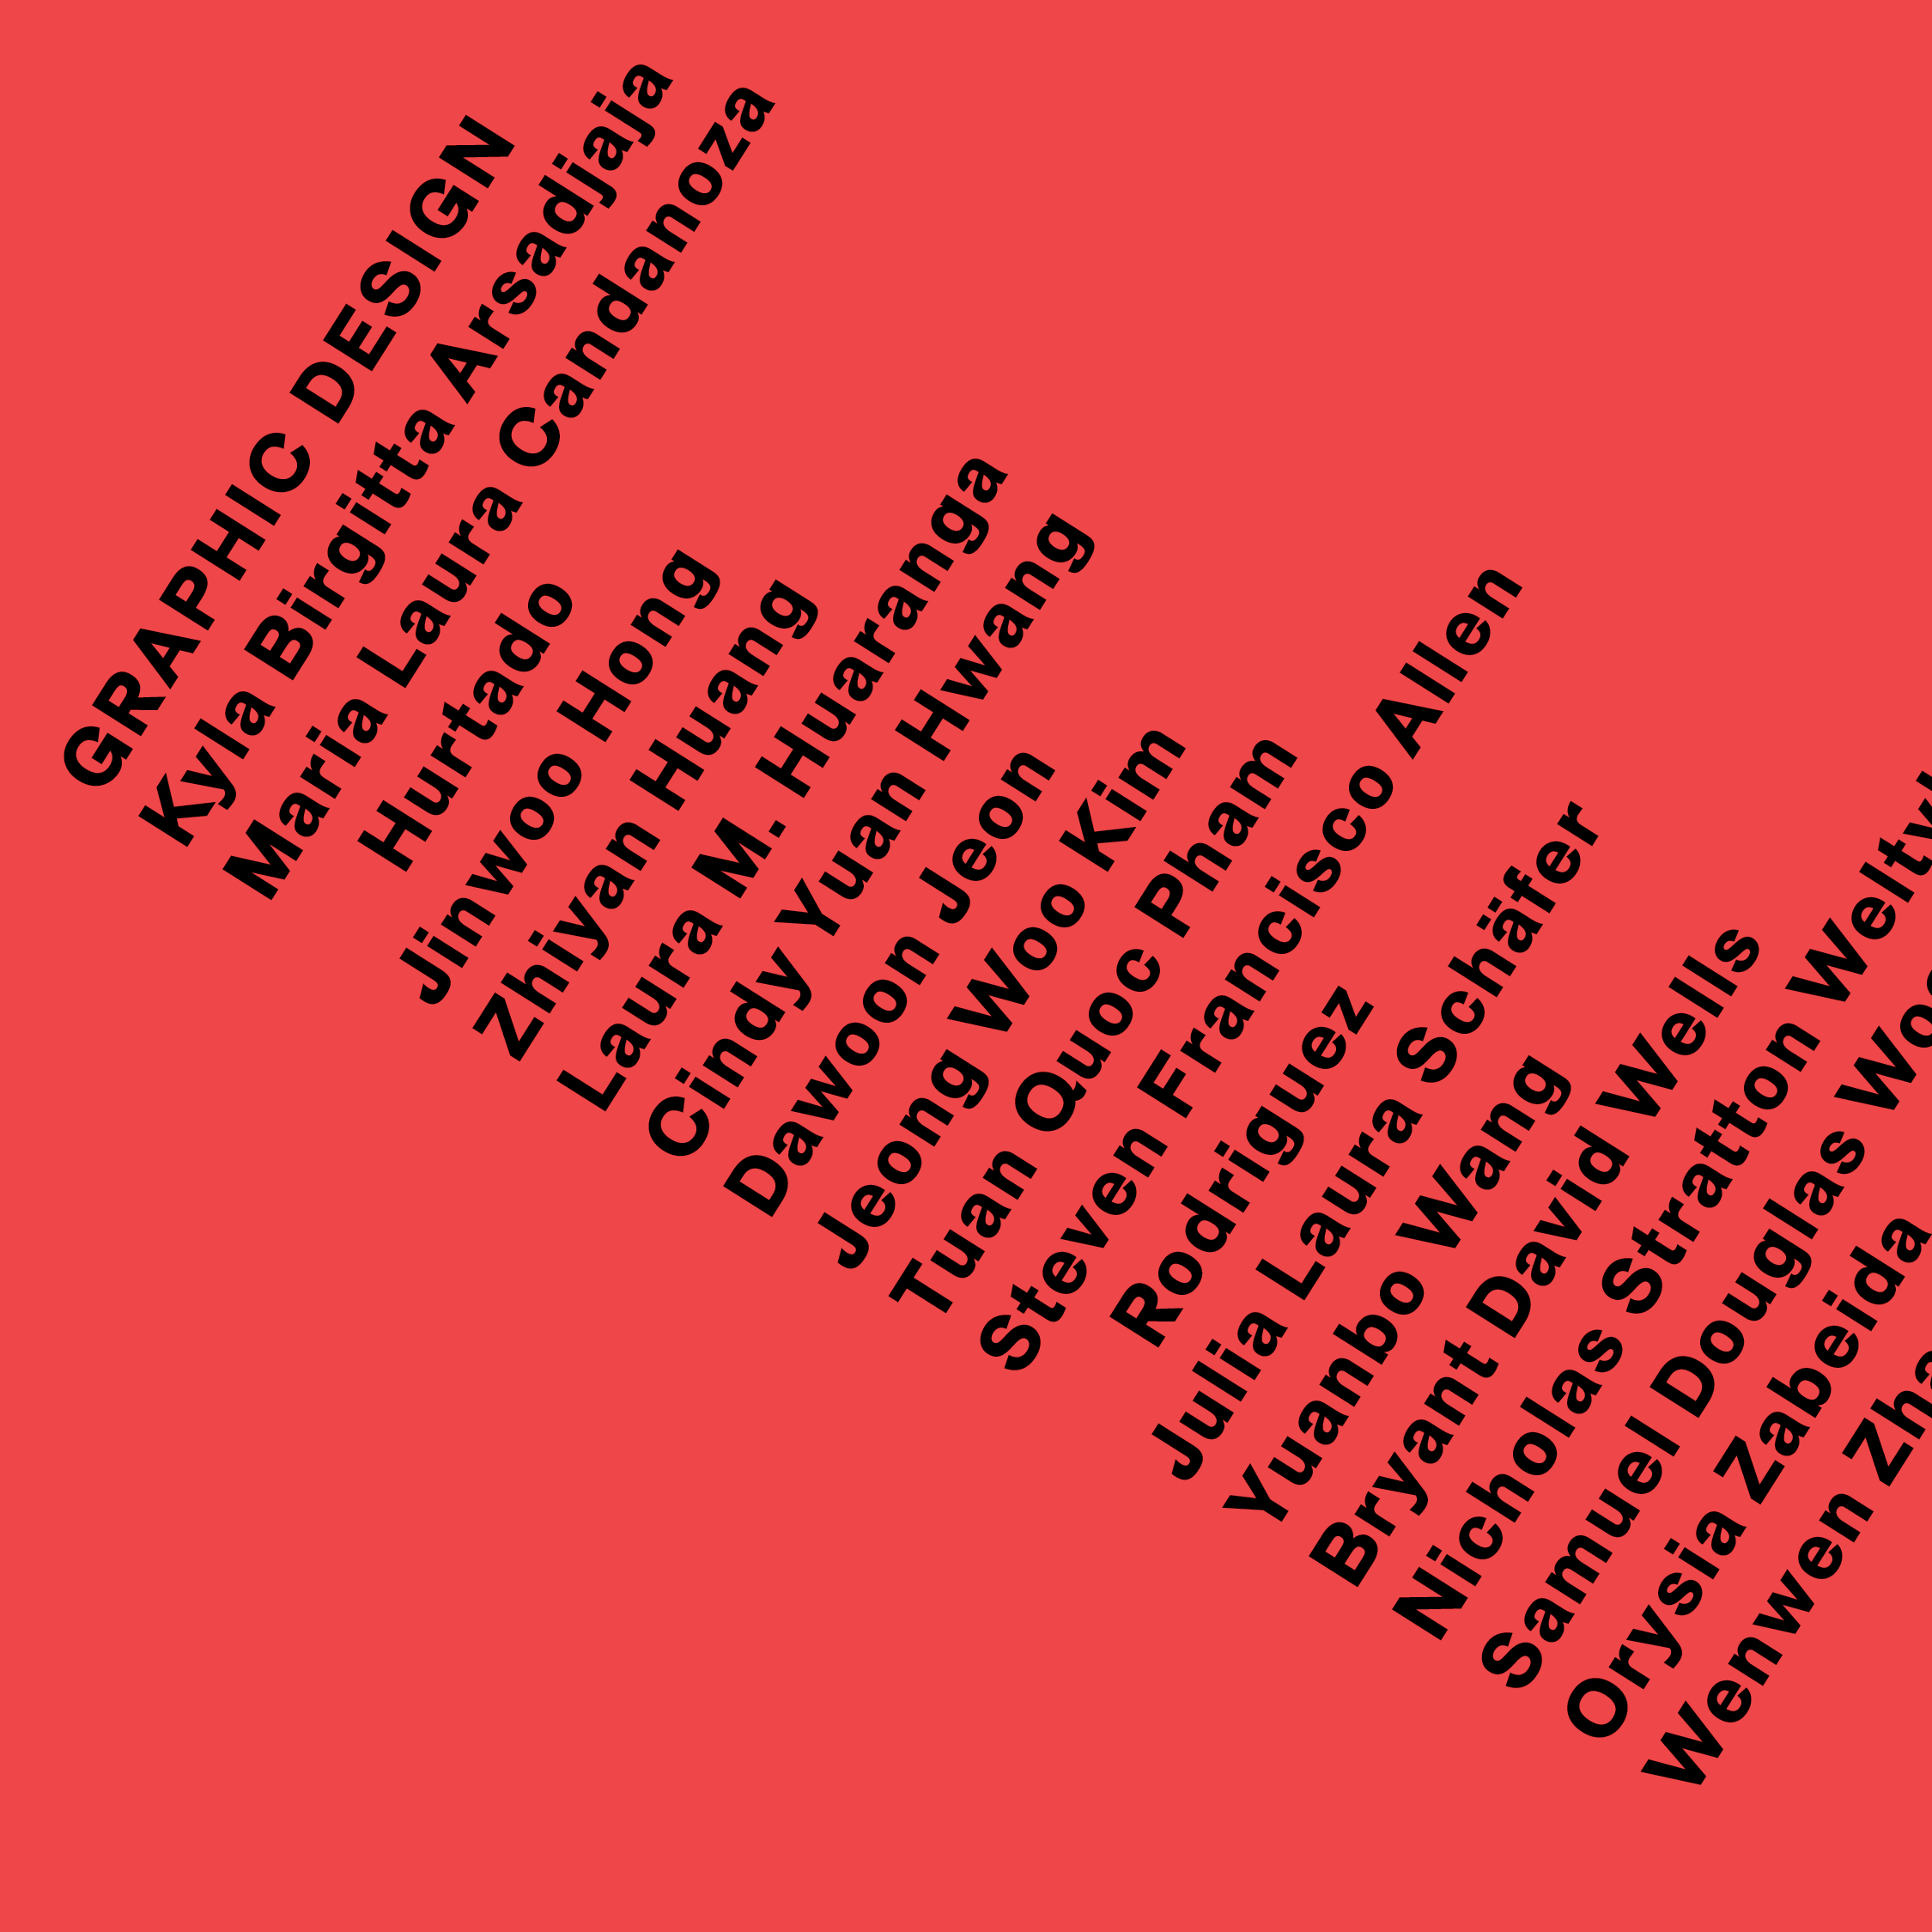 GRAPHIC DESIGN
Kyla Birgitta Arsadjaja
Maria Laura Candanoza
Hurtado
Jinwoo Hong
Zhiyan Huang
Laura M. Huaranga
Cindy Yuan Hwang
Dawoon Jeon
Jeong Woo Kim
Tuan Quoc Pham
Steven Francisco Allen
Rodriguez
Julia Laura Schäfer
Yuanbo Wang
Bryant David Wells
Nicholas Stratton
Samuel Douglas
Orysia Zabeida
Wenwen